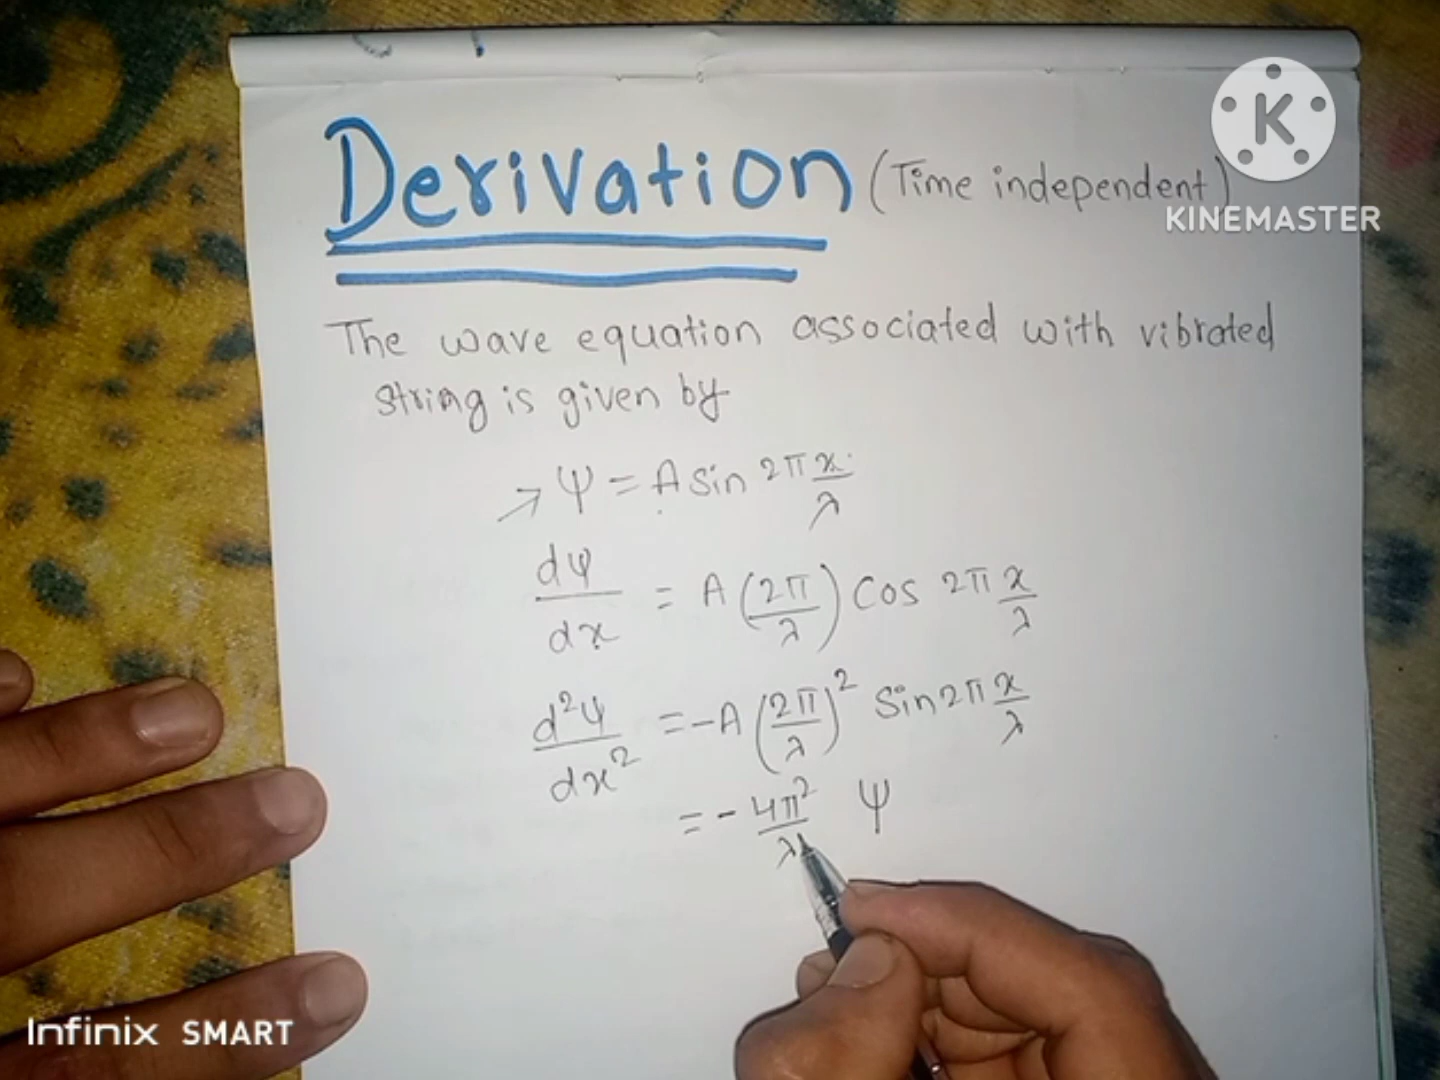 K
Derivation (Time independent)
KINEMASTER
The wave equation associated with vibrated
string is given by
→ Ψ = A sin 2π x/λ
dψ/dx = A (2π/λ) Cos 2π x/λ
d²ψ/dx² = -A (2π/λ)² Sin 2π x/λ
= - 4π²/λ Ψ
Infinix SMART